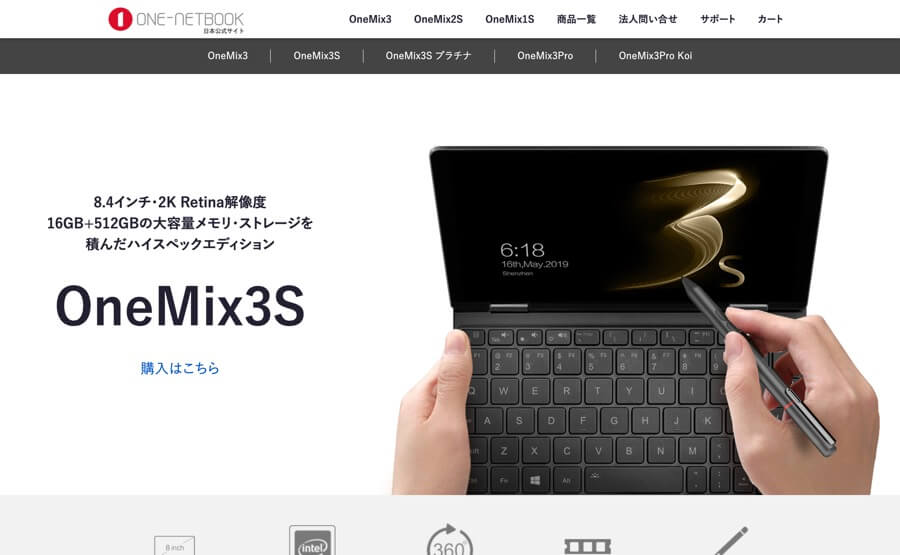 ONE-NETBOOK
日本公式サイト
OneMix3 OneMix2S OneMix1S 商品一覧 法人問い合せ サポート カート
OneMix3 OneMix3S OneMix3S プラチナ OneMix3Pro OneMix3Pro Koi
8.4インチ・2K Retina解像度
16GB+512GBの大容量メモリ・ストレージを
積んだハイスペックエディション
OneMix3S
購入はこちら
6:18
16th,May,2019
Shenzhen
3S
Q W E R T Y U I
A S D F G H J K
Z X C V B N M
Fn Alt
8 inch
intel
360°